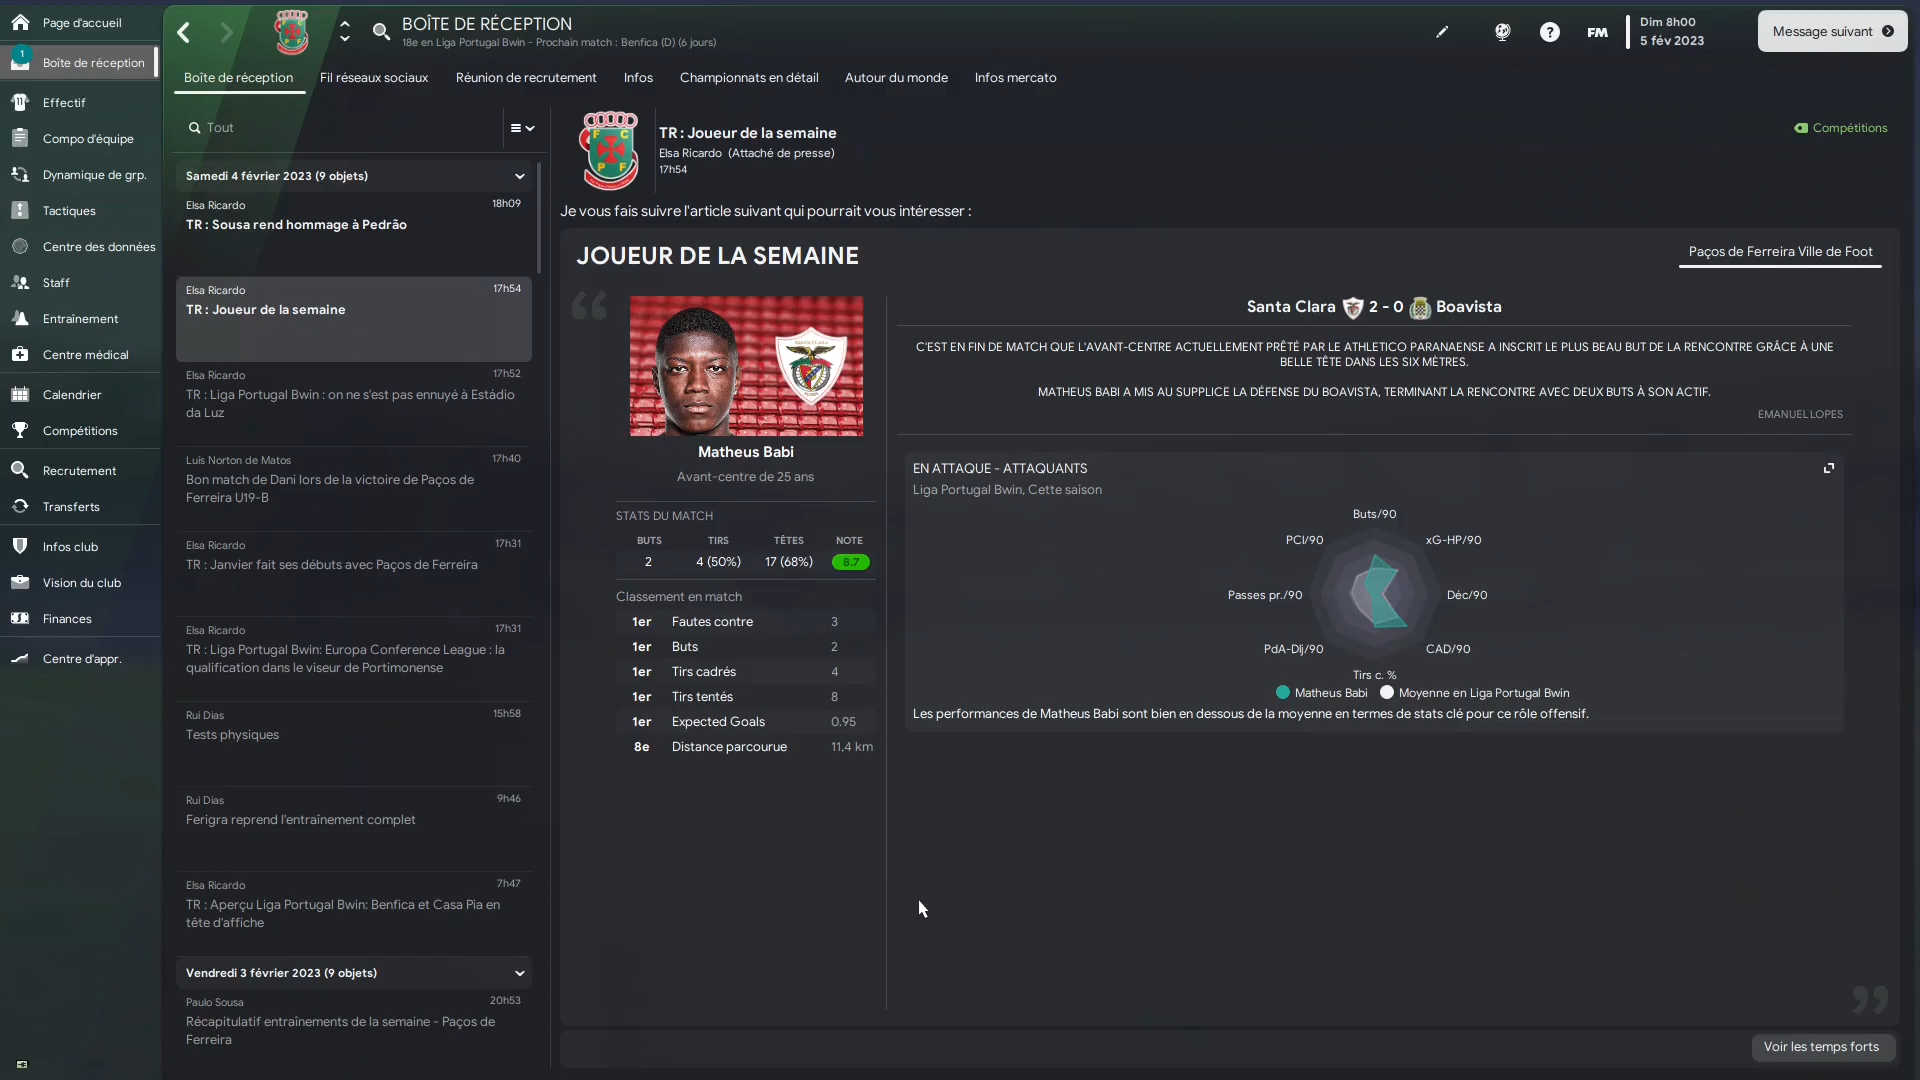 Page d'accueil
1
Boîte de réception
Effectif
Compo d'équipe
Dynamique de grp.
Tactiques
Centre des données
Staff
Entraînement
Centre médical
Calendrier
Compétitions
Recrutement
Transferts
Infos club
Vision du club
Finances
Centre d'appr.
BOÎTE DE RÉCEPTION
18e en Liga Portugal Bwin - Prochain match : Benfica (D) (6 jours)
FM
Dim 8h00
5 fév 2023
Message suivant
Boîte de réception
Fil réseaux sociaux
Réunion de recrutement
Infos
Championnats en détail
Autour du monde
Infos mercato
Tout
Samedi 4 février 2023 (9 objets)
Elsa Ricardo 18h09
TR : Sousa rend hommage à Pedrão
Elsa Ricardo 17h54
TR : Joueur de la semaine
Elsa Ricardo 17h52
TR : Liga Portugal Bwin : on ne s'est pas ennuyé à Estádio
da Luz
Luís Norton de Matos 17h40
Bon match de Dani lors de la victoire de Paços de
Ferreira U19-B
Elsa Ricardo 17h31
TR : Janvier fait ses débuts avec Paços de Ferreira
Elsa Ricardo 17h31
TR : Liga Portugal Bwin: Europa Conference League : la
qualification dans le viseur de Portimonense
Rui Dias 15h58
Tests physiques
Rui Dias 9h46
Ferigra reprend l'entraînement complet
Elsa Ricardo 7h47
TR : Aperçu Liga Portugal Bwin: Benfica et Casa Pia en
tête d'affiche
Vendredi 3 février 2023 (9 objets)
Paulo Sousa 20h53
Récapitulatif entraînements de la semaine - Paços de
Ferreira
F C
P F
TR : Joueur de la semaine
Elsa Ricardo (Attaché de presse)
17h54
Compétitions
Je vous fais suivre l'article suivant qui pourrait vous intéresser :
JOUEUR DE LA SEMAINE
Paços de Ferreira Ville de Foot
SANTA CLARA
Matheus Babi
Avant-centre de 25 ans
STATS DU MATCH
BUTS TIRS TÊTES NOTE
2 4 (50%) 17 (68%) 8.7
Classement en match
1er Fautes contre 3
1er Buts 2
1er Tirs cadrés 4
1er Tirs tentés 8
1er Expected Goals 0.95
8e Distance parcourue 11,4 km
Santa Clara 2 - 0 Boavista
C'EST EN FIN DE MATCH QUE L'AVANT-CENTRE ACTUELLEMENT PRÊTÉ PAR LE ATHLETICO PARANAENSE A INSCRIT LE PLUS BEAU BUT DE LA RENCONTRE GRÂCE À UNE
BELLE TÊTE DANS LES SIX MÈTRES.
MATHEUS BABI A MIS AU SUPPLICE LA DÉFENSE DU BOAVISTA, TERMINANT LA RENCONTRE AVEC DEUX BUTS À SON ACTIF.
EMANUEL LOPES
EN ATTAQUE - ATTAQUANTS
Liga Portugal Bwin, Cette saison
Buts/90
PCl/90 xG-HP/90
Passes pr./90 Déc/90
PdA-Dlj/90 CAD/90
Tirs c. %
Matheus Babi Moyenne en Liga Portugal Bwin
Les performances de Matheus Babi sont bien en dessous de la moyenne en termes de stats clé pour ce rôle offensif.
Voir les temps forts